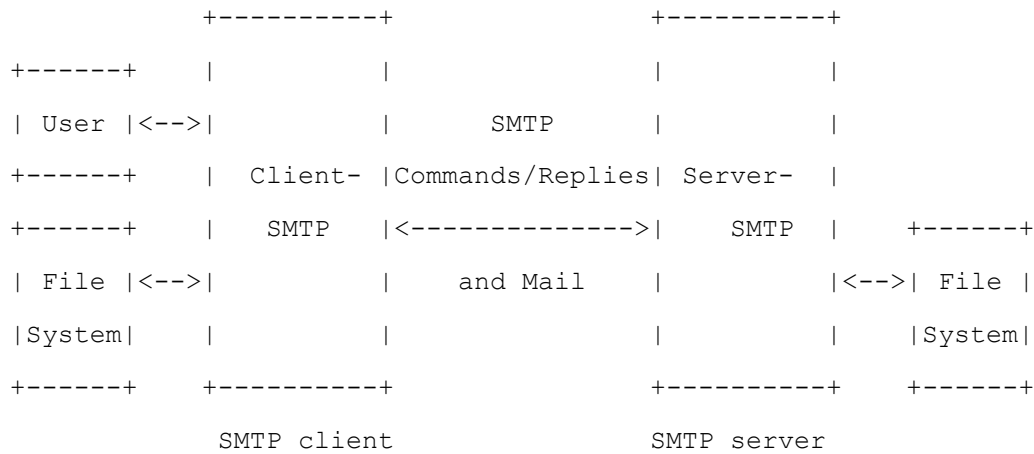 +----------+                +----------+
+------+   |          |                |          |
| User |<-->|          |      SMTP      |          |
+------+   |  Client- |Commands/Replies| Server-  |
+------+   |   SMTP   |<-------------->|    SMTP  |    +------+
| File |<-->|          |    and Mail    |          |<-->| File |
|System|   |          |                |          |    |System|
+------+   +----------+                +----------+    +------+
            SMTP client                SMTP server